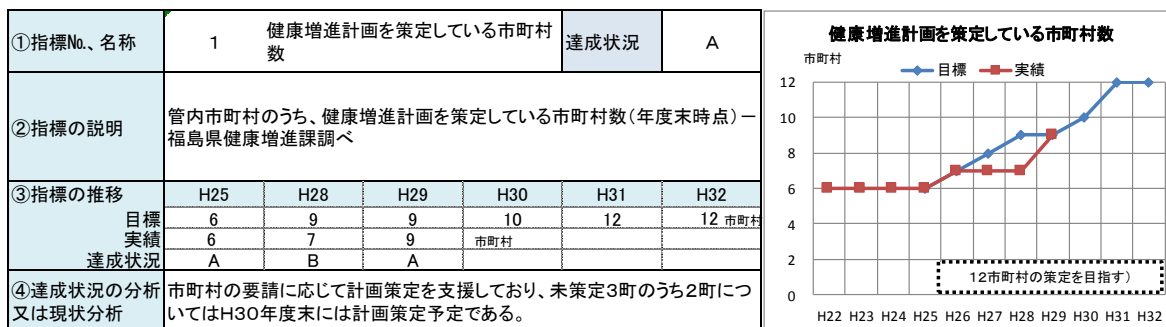 ①指標№、名称 1 健康増進計画を策定している市町村数 達成状況 A
②指標の説明 管内市町村のうち、健康増進計画を策定している市町村数(年度末時点)-
福島県健康増進課調べ
③指標の推移 H25 H28 H29 H30 H31 H32
目標 6 9 9 10 12 12 市町村
実績 6 7 9 市町村
達成状況 A B A
④達成状況の分析又は現状分析 市町村の要請に応じて計画策定を支援しており、未策定3町のうち2町につ
いてはH30年度末には計画策定予定である。
健康増進計画を策定している市町村数
市町村
目標 実績
12
10
8
6
4
2
0
12市町村の策定を目指す)
H22 H23 H24 H25 H26 H27 H28 H29 H30 H31 H32